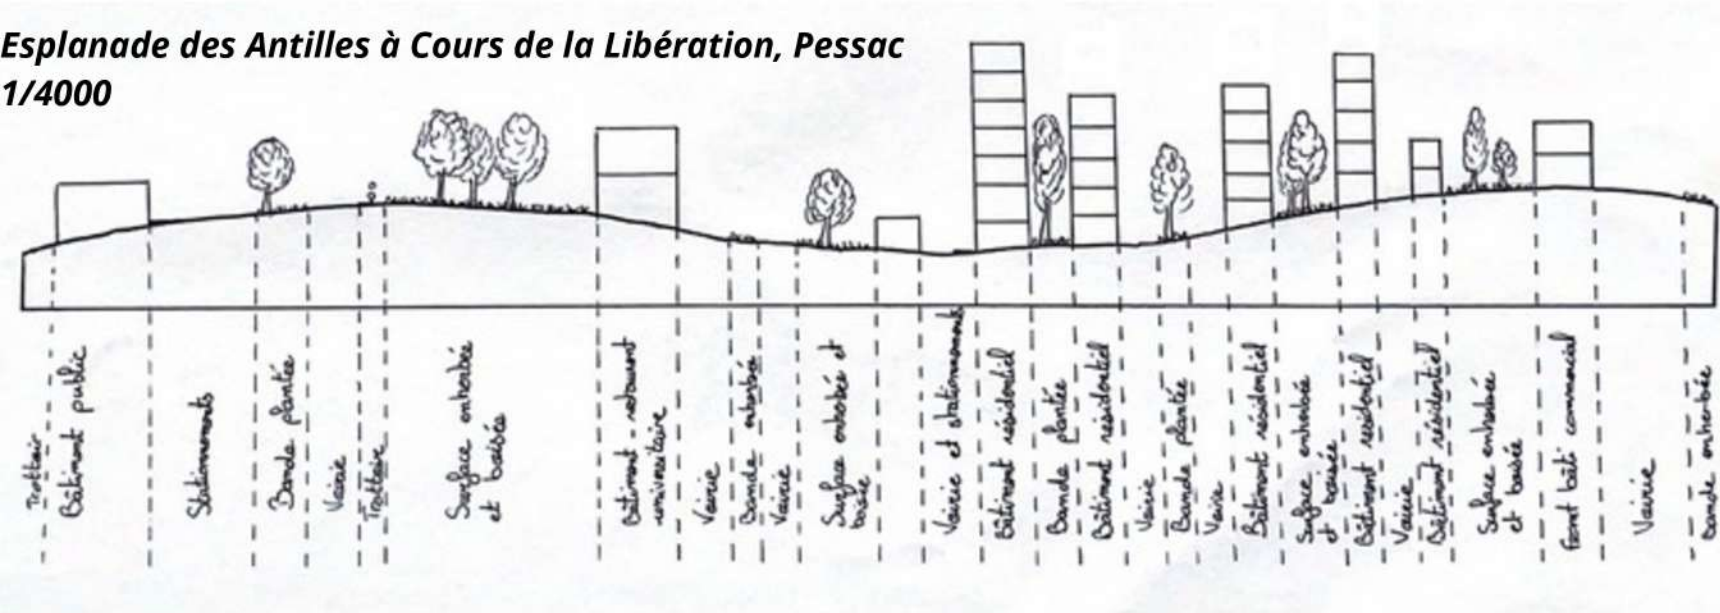 Esplanade des Antilles à Cours de la Libération, Pessac
1/4000
Trottoir
Bâtiment public
Stationnements
Bande plantée
Voirie
Trottoir
Surface enherbée
et boisée
Bâtiment restaurant
universitaire
Voirie
Bande enherbée
Voirie
Surface enherbée et
boisée
Voirie et stationnements
Bâtiment résidentiel
Bande plantée
Bâtiment résidentiel
Voirie
Bande plantée
Voirie
Bâtiment résidentiel
Surface enherbée
et boisée
Bâtiment résidentiel
Voirie
Bâtiment résidentiel
Surface enherbée
et boisée
Front bâti commercial
Voirie
Bande enherbée